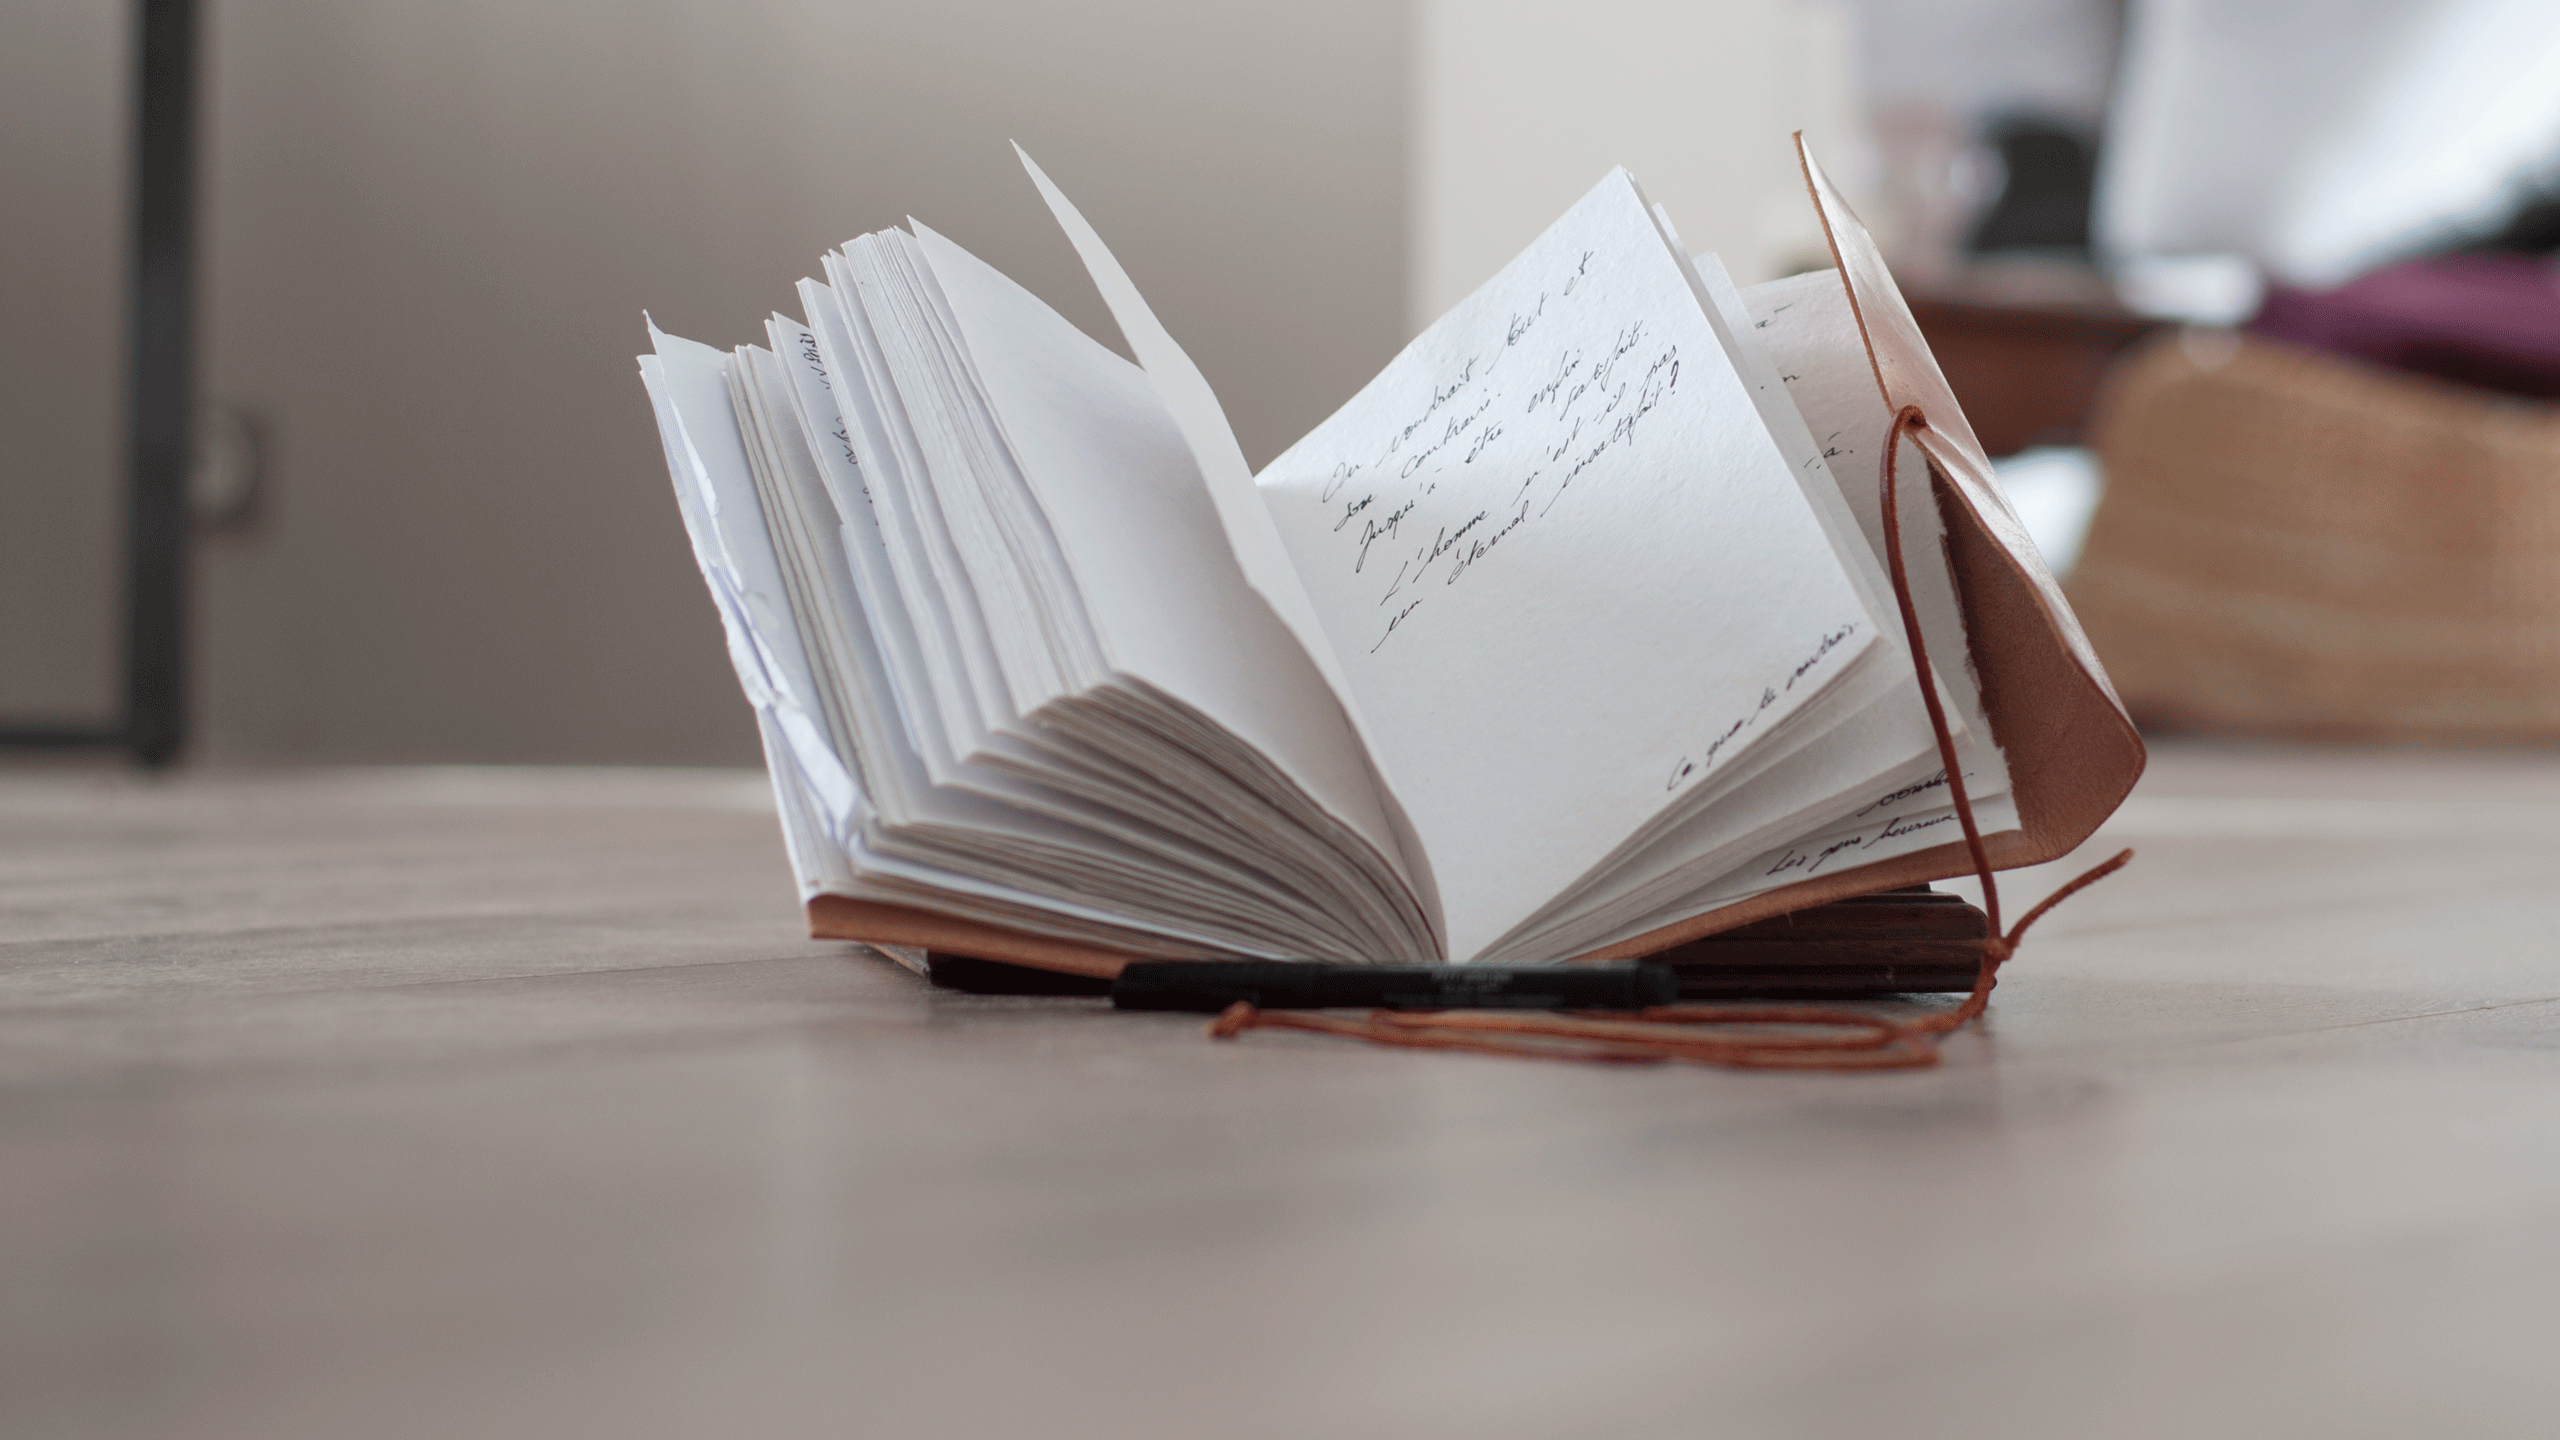 On voudrait tout et
son contraire.
Jusqu'à être enfin satisfait.
L'homme n'est-il pas
un éternel insatisfait?
Ce que tu voudrais.
Les gens heureux